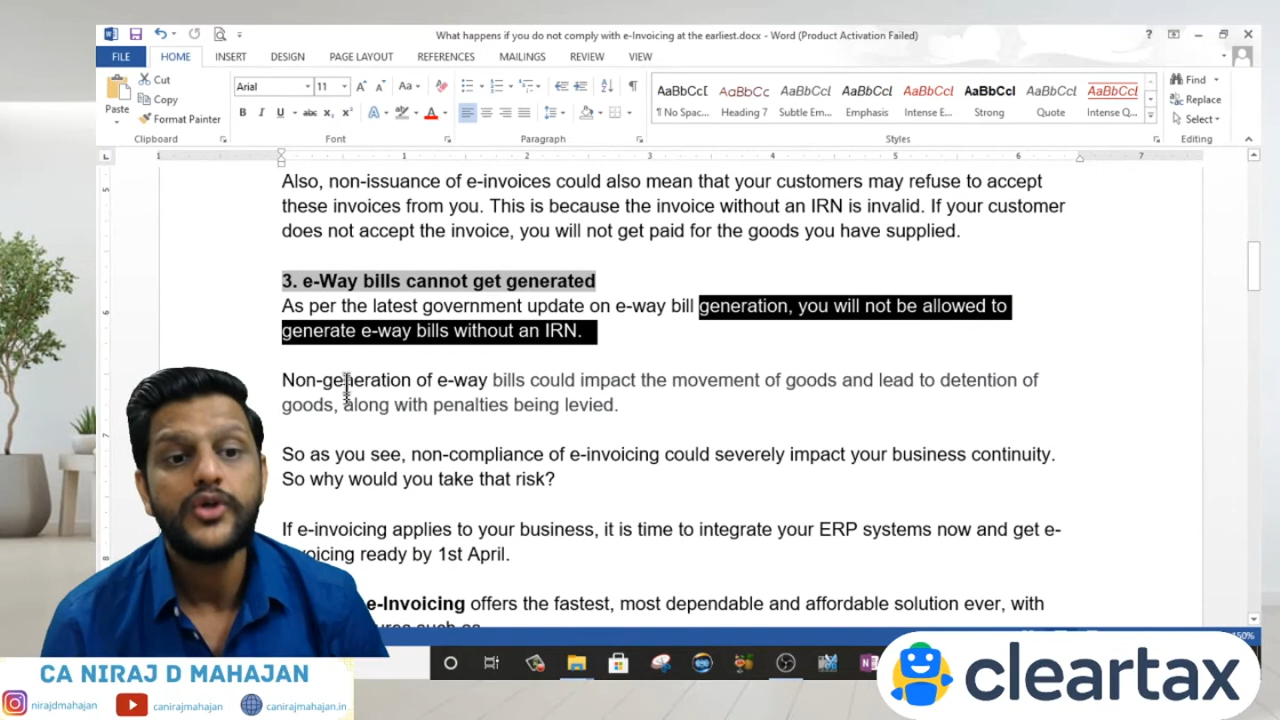 What happens if you do not comply with e-Invoicing at the earliest.docx - Word (Product Activation Failed)
FILE HOME INSERT DESIGN PAGE LAYOUT REFERENCES MAILINGS REVIEW VIEW
Paste
Cut
Copy
Format Painter
Clipboard
Arial 11
Font
Paragraph
AaBbCcI AaBbCc AaBbCcI AaBbCcI AaBbCcI AaBbCcI AaBbCcI AaBbCcI
¶ No Spac... Heading 7 Subtle Em... Emphasis Intense E... Strong Quote Intense Q...
Styles
Find
Replace
Select
Editing
1 1 2 3 4 5 6 7
Also, non-issuance of e-invoices could also mean that your customers may refuse to accept
these invoices from you. This is because the invoice without an IRN is invalid. If your customer
does not accept the invoice, you will not get paid for the goods you have supplied.
3. e-Way bills cannot get generated
As per the latest government update on e-way bill generation, you will not be allowed to
generate e-way bills without an IRN.
Non-generation of e-way bills could impact the movement of goods and lead to detention of
goods, along with penalties being levied.
So as you see, non-compliance of e-invoicing could severely impact your business continuity.
So why would you take that risk?
If e-invoicing applies to your business, it is time to integrate your ERP systems now and get e-
voicing ready by 1st April.
e-Invoicing offers the fastest, most dependable and affordable solution ever, with
such as
150%
CA NIRAJ D MAHAJAN
nirajdmahajan canirajmahajan canirajmahajan.in
cleartax